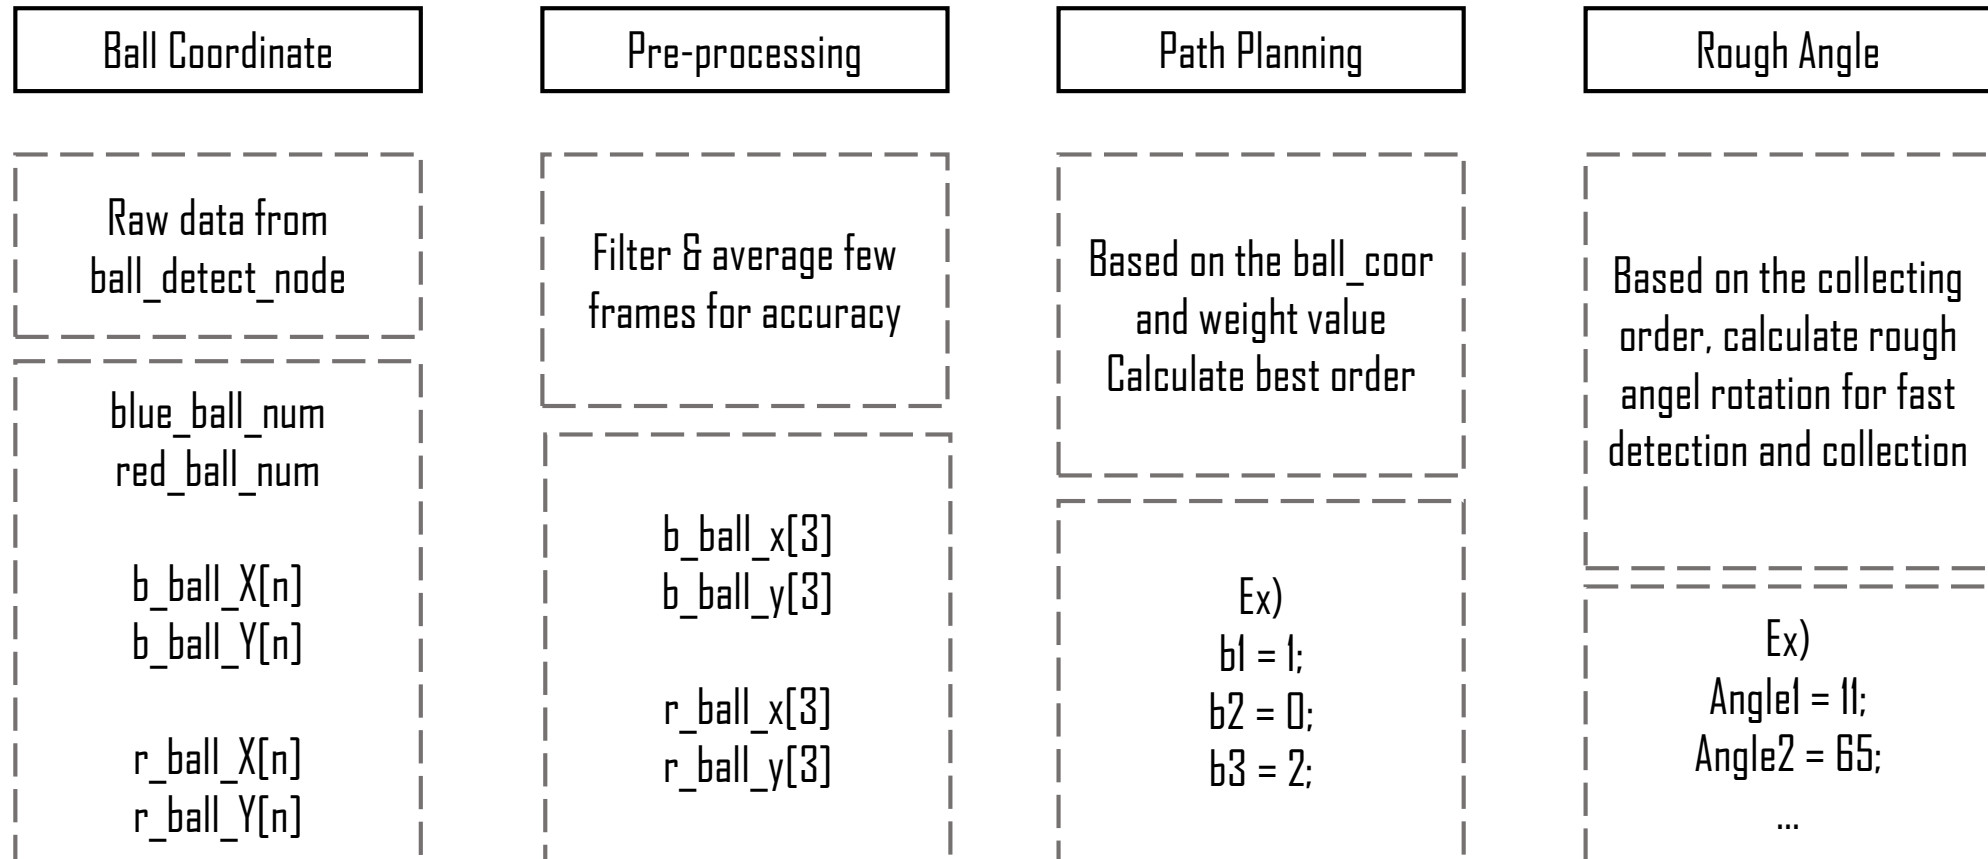 Ball Coordinate
Raw data from
ball_detect_node
blue_ball_num
red_ball_num
b_ball_X[n]
b_ball_Y[n]
r_ball_X[n]
r_ball_Y[n]
Pre-processing
Filter & average few
frames for accuracy
b_ball_x[3]
b_ball_y[3]
r_ball_x[3]
r_ball_y[3]
Path Planning
Based on the ball_coor
and weight value
Calculate best order
Ex)
b1 = 1;
b2 = 0;
b3 = 2;
Rough Angle
Based on the collecting
order, calculate rough
angel rotation for fast
detection and collection
Ex)
Angle1 = 11;
Angle2 = 65;
...